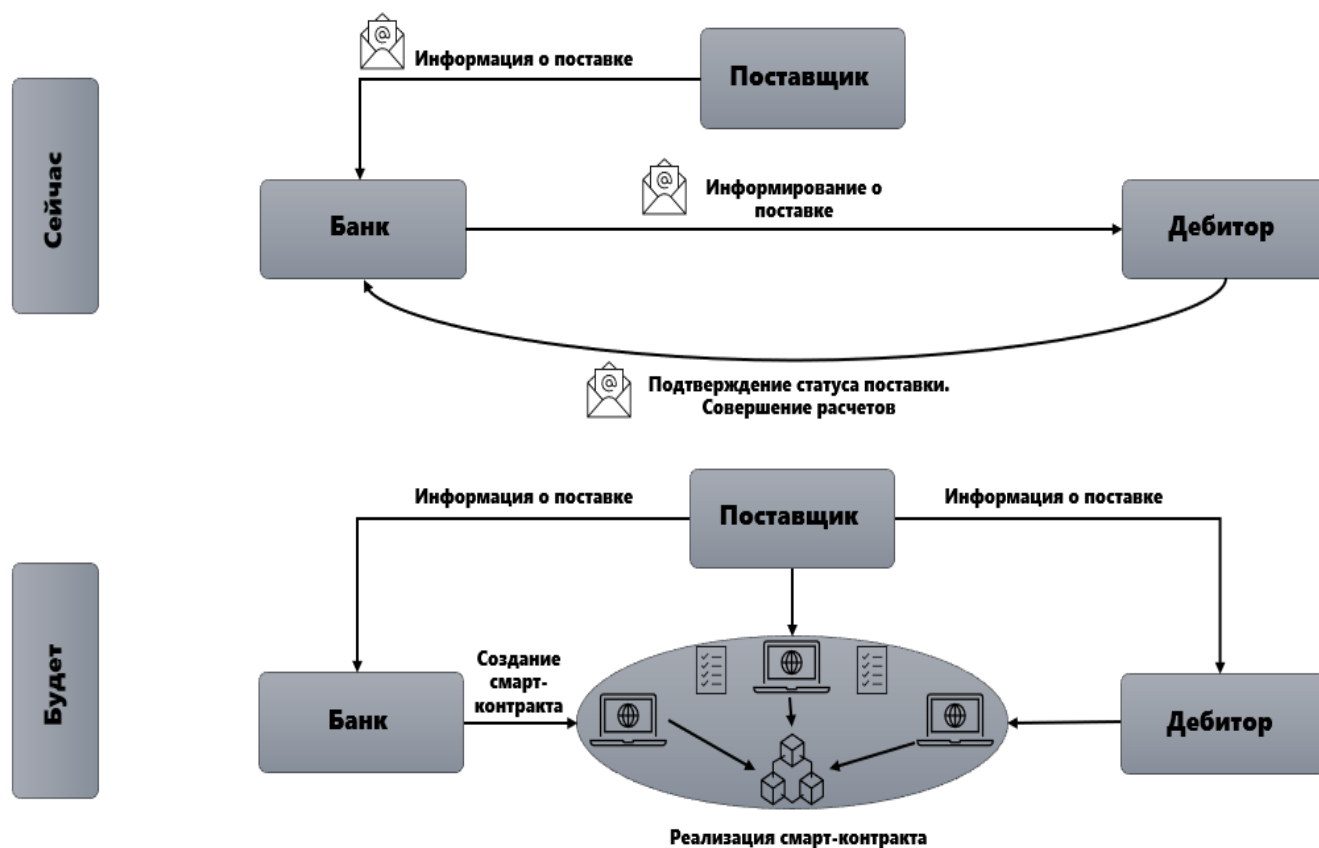 Сейчас
Информация о поставке
Поставщик
Банк
Информирование о
поставке
Дебитор
Подтверждение статуса поставки.
Совершение расчетов
Будет
Информация о поставке
Поставщик
Информация о поставке
Банк
Создание
смарт-
контракта
Дебитор
Реализация смарт-контракта